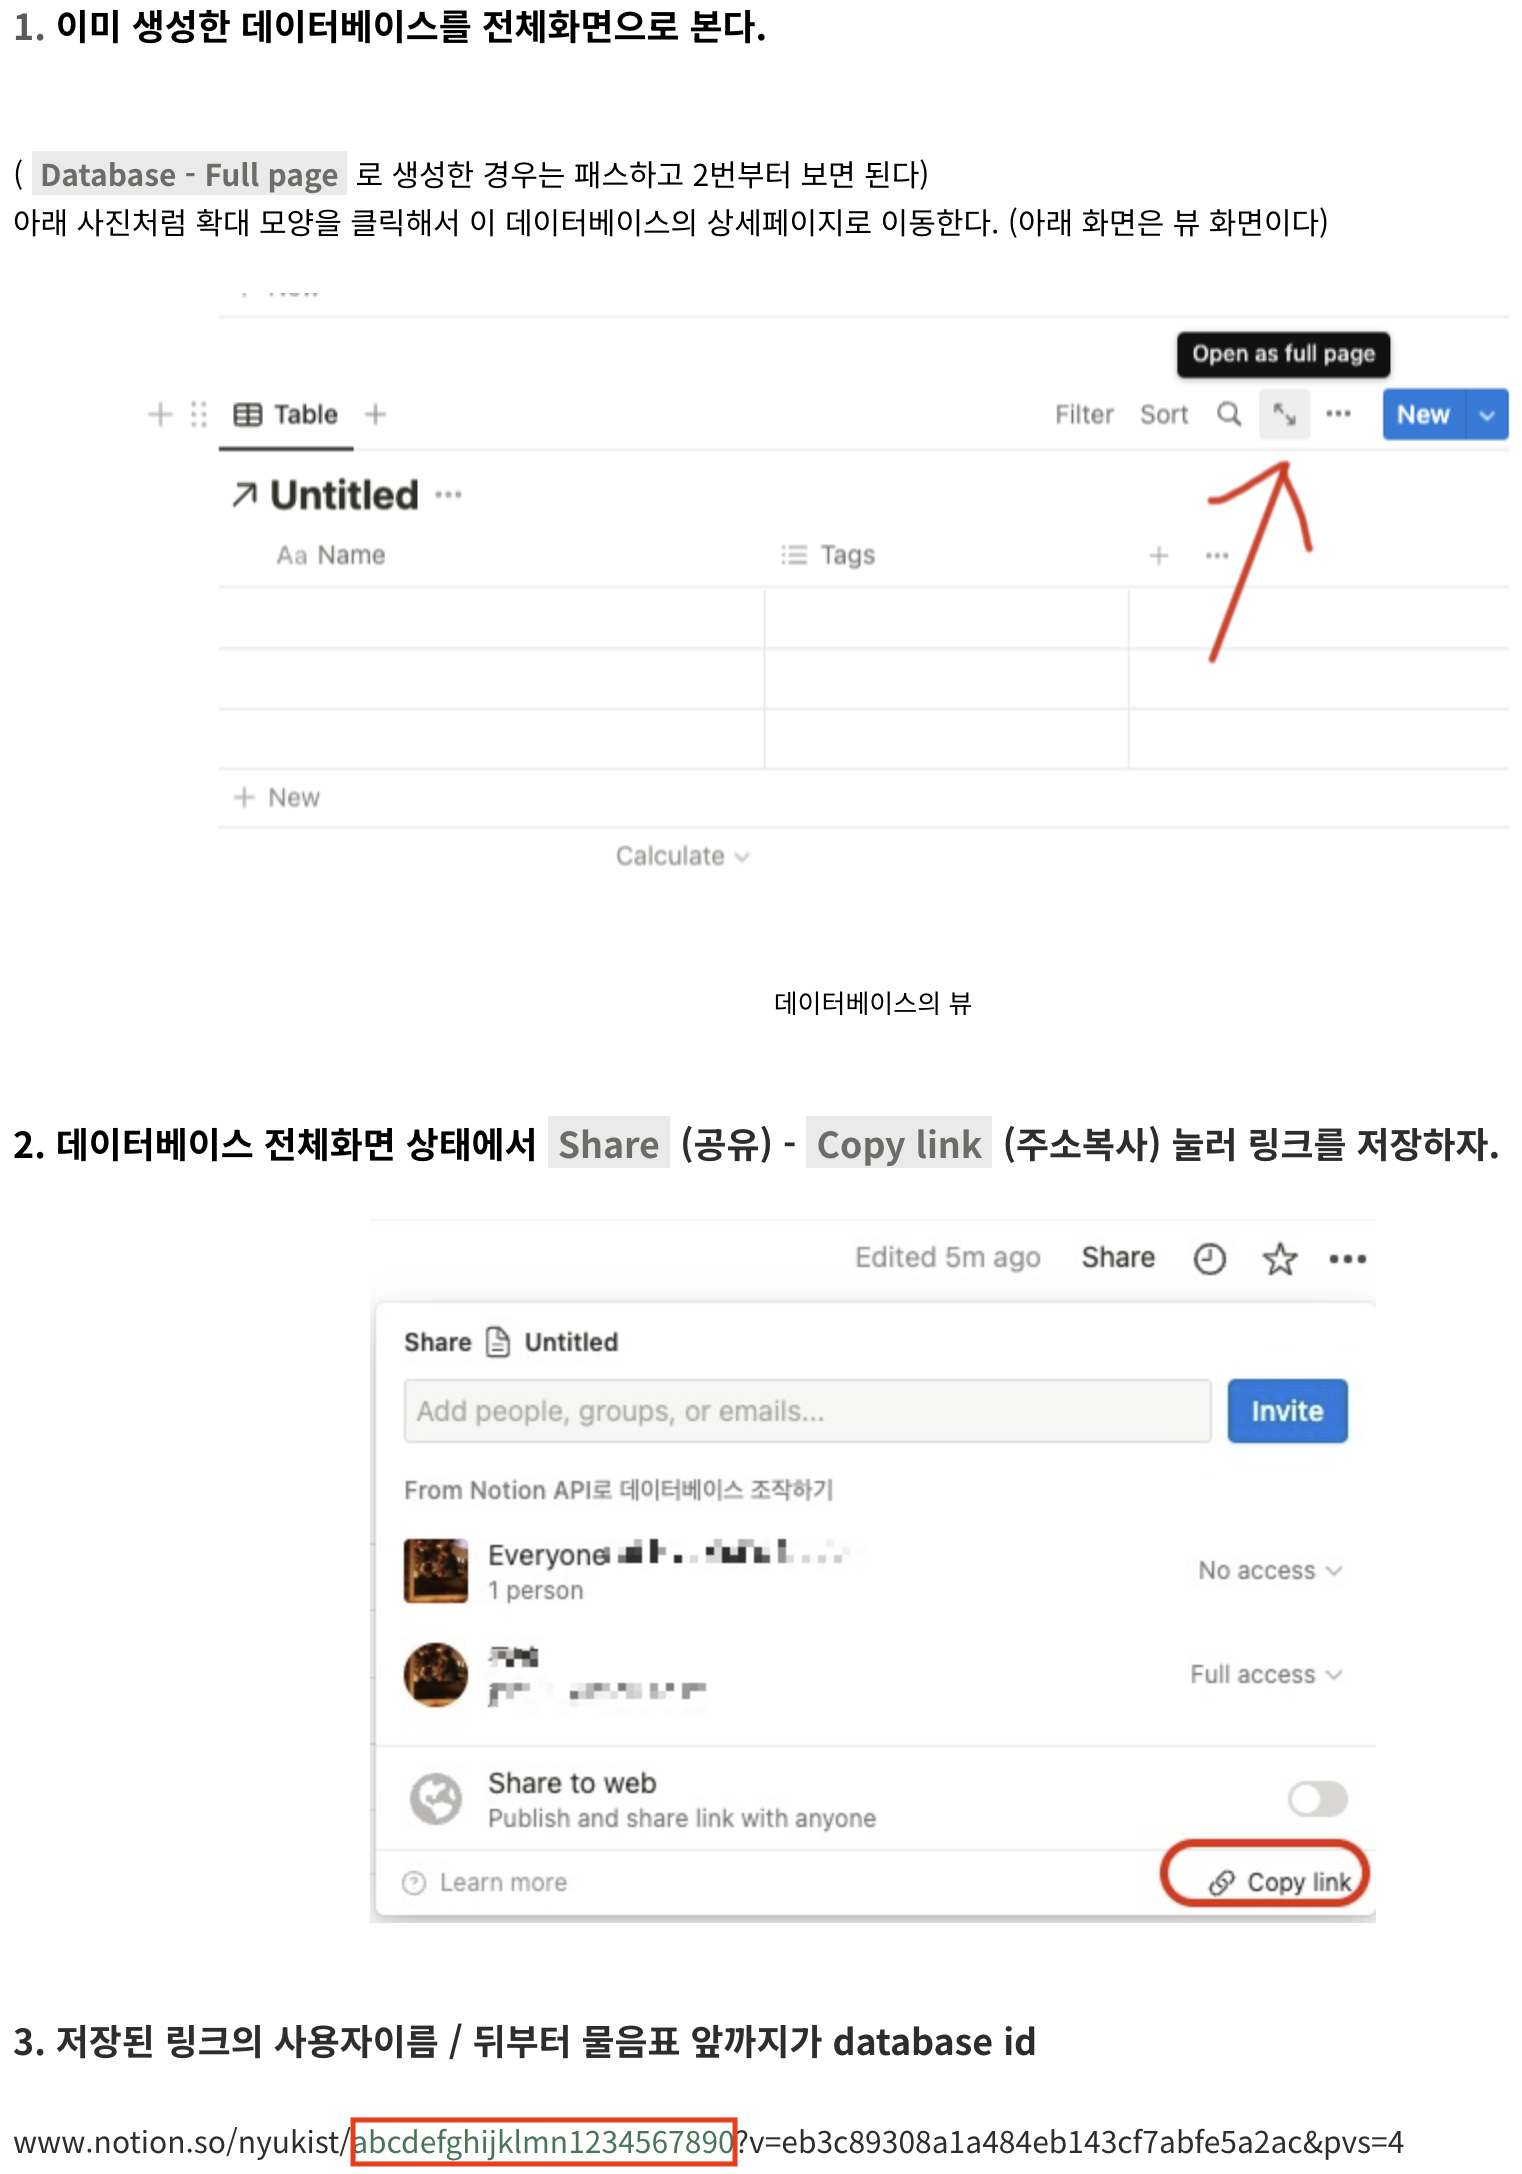 1. 이미 생성한 데이터베이스를 전체화면으로 본다.
( Database - Full page 로 생성한 경우는 패스하고 2번부터 보면 된다)
아래 사진처럼 확대 모양을 클릭해서 이 데이터베이스의 상세페이지로 이동한다. (아래 화면은 뷰 화면이다)
Open as full page
Table
Filter Sort New
Untitled
Aa Name Tags
New
Calculate
데이터베이스의 뷰
2. 데이터베이스 전체화면 상태에서 Share (공유) - Copy link (주소복사) 눌러 링크를 저장하자.
Edited 5m ago Share
Share Untitled
Add people, groups, or emails... Invite
From Notion API로 데이터베이스 조작하기
Everyone
No access
1 person
Full access
Share to web
Publish and share link with anyone
Learn more Copy link
3. 저장된 링크의 사용자이름 / 뒤부터 물음표 앞까지가 database id
www.notion.so/nyukist/abcdefghijklmn1234567890?v=eb3c89308a1a484eb143cf7abfe5a2ac&pvs=4